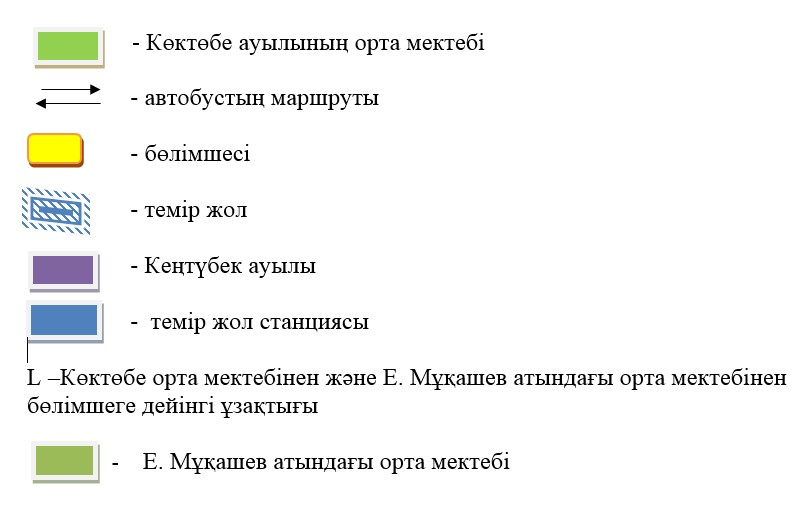 - Көктөбе ауылының орта мектебі
- автобустың маршруты
- бөлімшесі
- темір жол
- Кеңтүбек ауылы
- темір жол станциясы
L –Көктөбе орта мектебінен және Е. Мұқашев атындағы орта мектебінен
бөлімшеге дейінгі ұзақтығы
- Е. Мұқашев атындағы орта мектебі